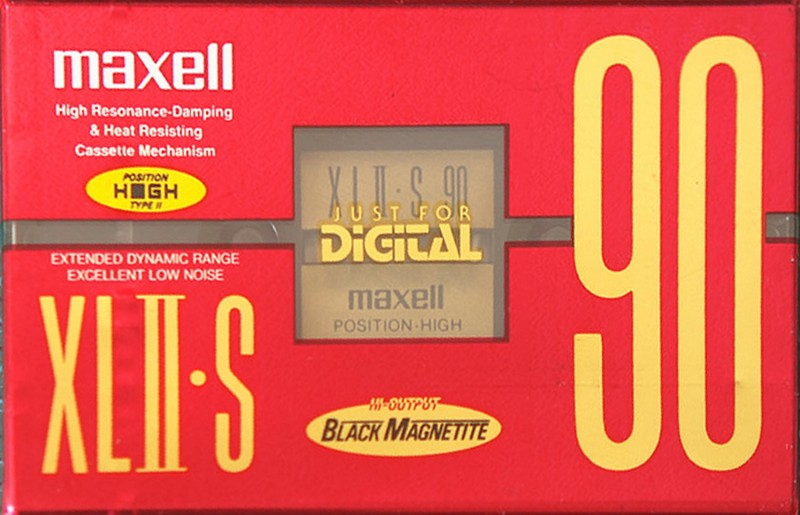 maxell
High Resonance-Damping
& Heat Resisting
Cassette Mechanism
POSITION
HIGH
TYPE II
EXTENDED DYNAMIC RANGE
EXCELLENT LOW NOISE
XLII·S
XLII·S 90
JUST FOR
DIGITAL
maxell
POSITION·HIGH
HI-OUTPUT
BLACK MAGNETITE
90